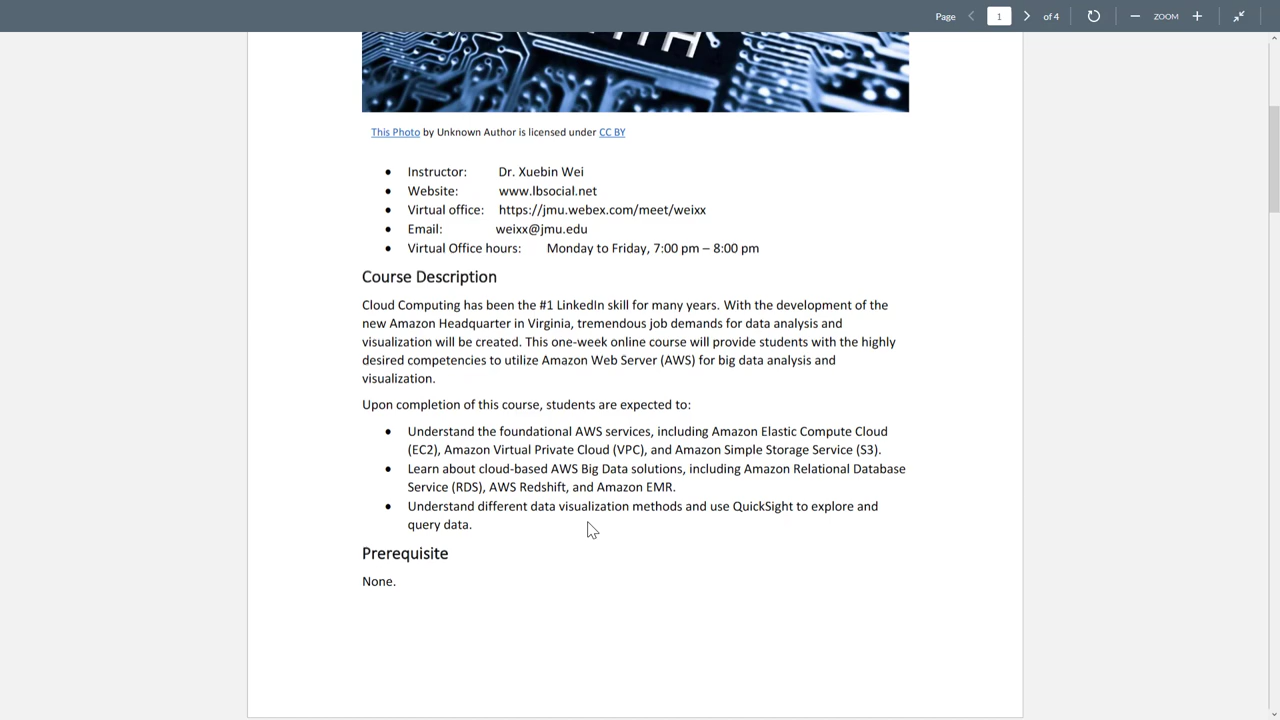 Page 1 of 4 ZOOM
This Photo by Unknown Author is licensed under CC BY
• Instructor: Dr. Xuebin Wei
• Website: www.lbsocial.net
• Virtual office: https://jmu.webex.com/meet/weixx
• Email: weixx@jmu.edu
• Virtual Office hours: Monday to Friday, 7:00 pm – 8:00 pm
Course Description
Cloud Computing has been the #1 LinkedIn skill for many years. With the development of the
new Amazon Headquarter in Virginia, tremendous job demands for data analysis and
visualization will be created. This one-week online course will provide students with the highly
desired competencies to utilize Amazon Web Server (AWS) for big data analysis and
visualization.
Upon completion of this course, students are expected to:
• Understand the foundational AWS services, including Amazon Elastic Compute Cloud
(EC2), Amazon Virtual Private Cloud (VPC), and Amazon Simple Storage Service (S3).
• Learn about cloud-based AWS Big Data solutions, including Amazon Relational Database
Service (RDS), AWS Redshift, and Amazon EMR.
• Understand different data visualization methods and use QuickSight to explore and
query data.
Prerequisite
None.